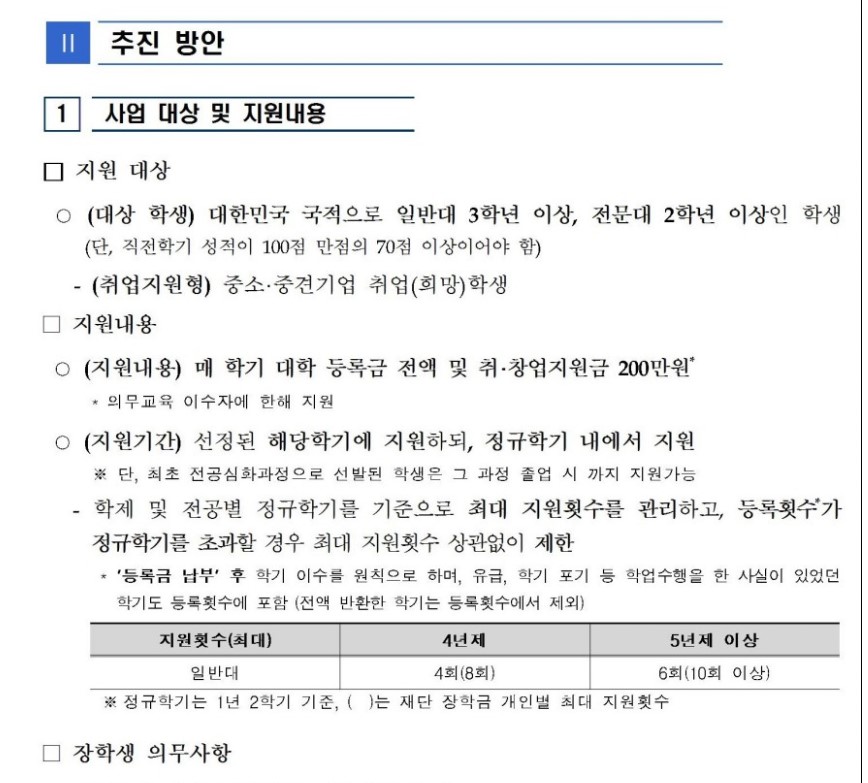 Ⅱ 추진 방안
1 사업 대상 및 지원내용
□ 지원 대상
○ (대상 학생) 대한민국 국적으로 일반대 3학년 이상, 전문대 2학년 이상인 학생
(단, 직전학기 성적이 100점 만점의 70점 이상이어야 함)
- (취업지원형) 중소·중견기업 취업(희망)학생
□ 지원내용
○ (지원내용) 매 학기 대학 등록금 전액 및 취·창업지원금 200만원*
* 의무교육 이수자에 한해 지원
○ (지원기간) 선정된 해당학기에 지원하되, 정규학기 내에서 지원
※ 단, 최초 전공심화과정으로 선발된 학생은 그 과정 졸업 시 까지 지원가능
- 학제 및 전공별 정규학기를 기준으로 최대 지원횟수를 관리하고, 등록횟수*가
정규학기를 초과할 경우 최대 지원횟수 상관없이 제한
* '등록금 납부' 후 학기 이수를 원칙으로 하며, 유급, 학기 포기 등 학업수행을 한 사실이 있었던
학기도 등록횟수에 포함 (전액 반환한 학기는 등록횟수에서 제외)
지원횟수(최대) 4년제 5년제 이상
일반대 4회(8회) 6회(10회 이상)
※ 정규학기는 1년 2학기 기준, ( )는 재단 장학금 개인별 최대 지원횟수
□ 장학생 의무사항